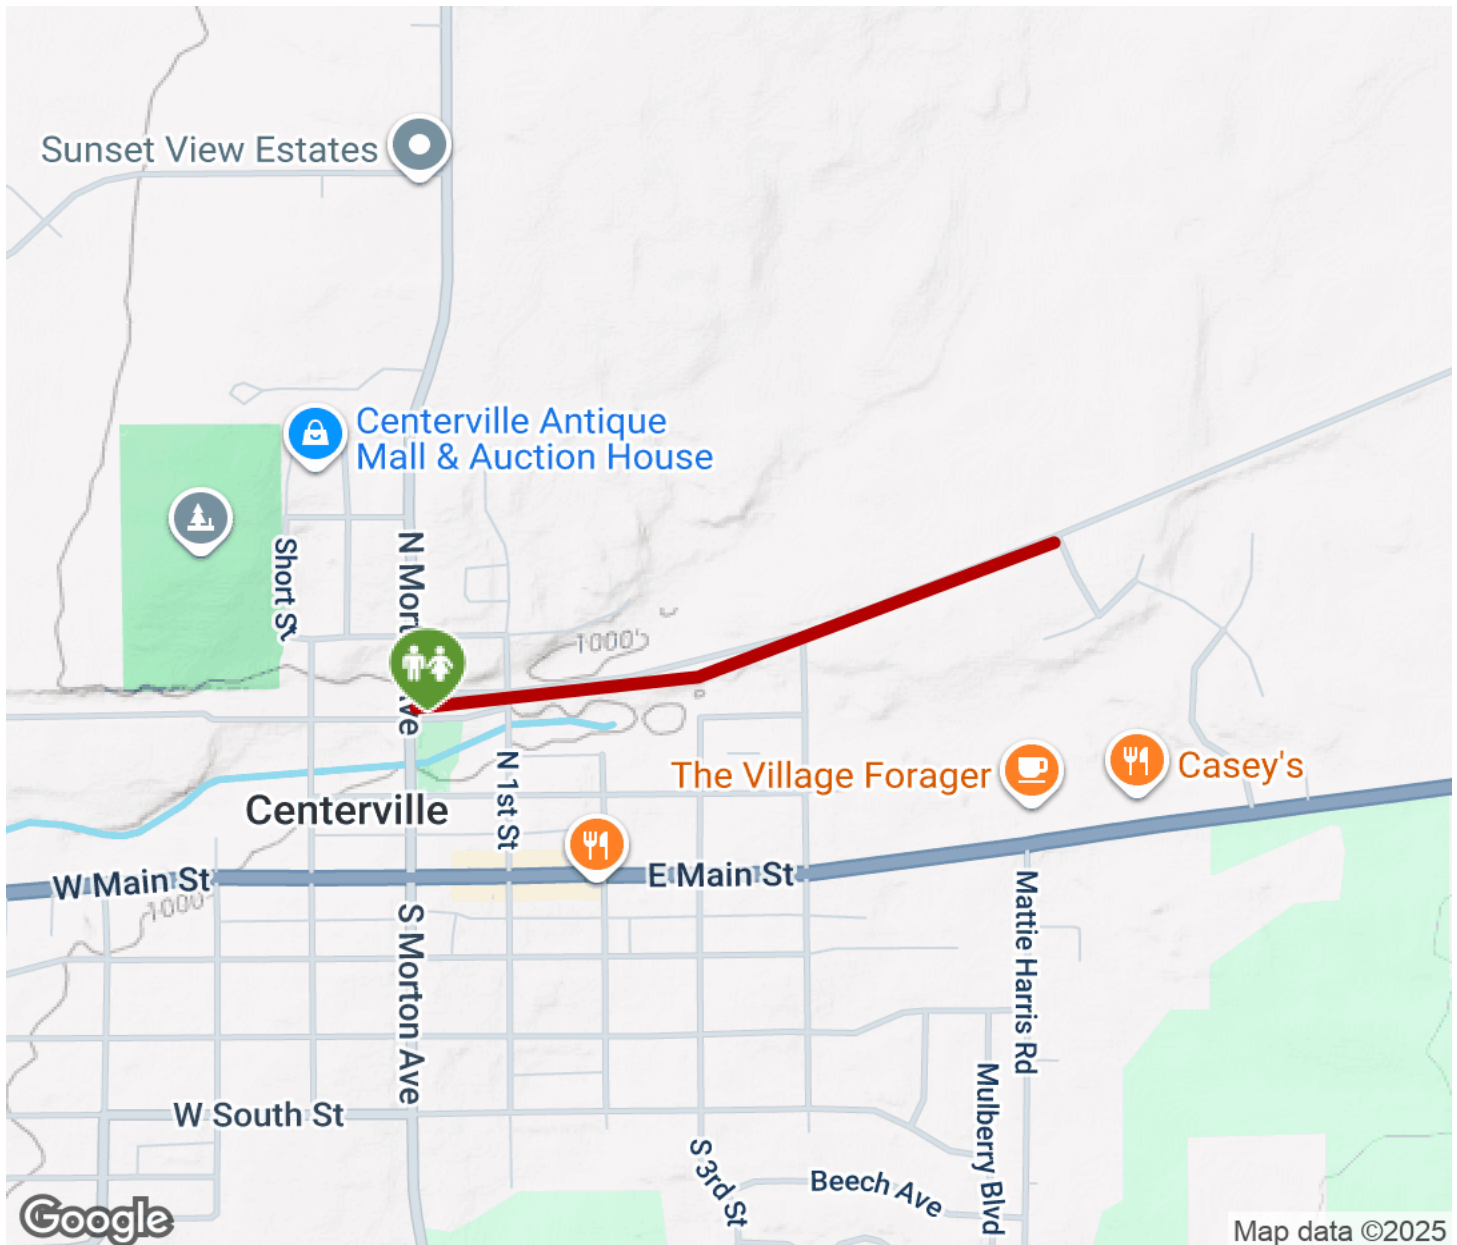 Sunset View Estates
Centerville Antique
Mall & Auction House
Short St
N Mort
Ave
1000
N 1st St
The Village Forager
Casey's
Centerville
W Main St
E Main St
1000
S Morton Ave
Mattie Harris Rd
W South St
Mulberry Blvd
S 3rd St
Beech Ave
Google
Map data ©2025